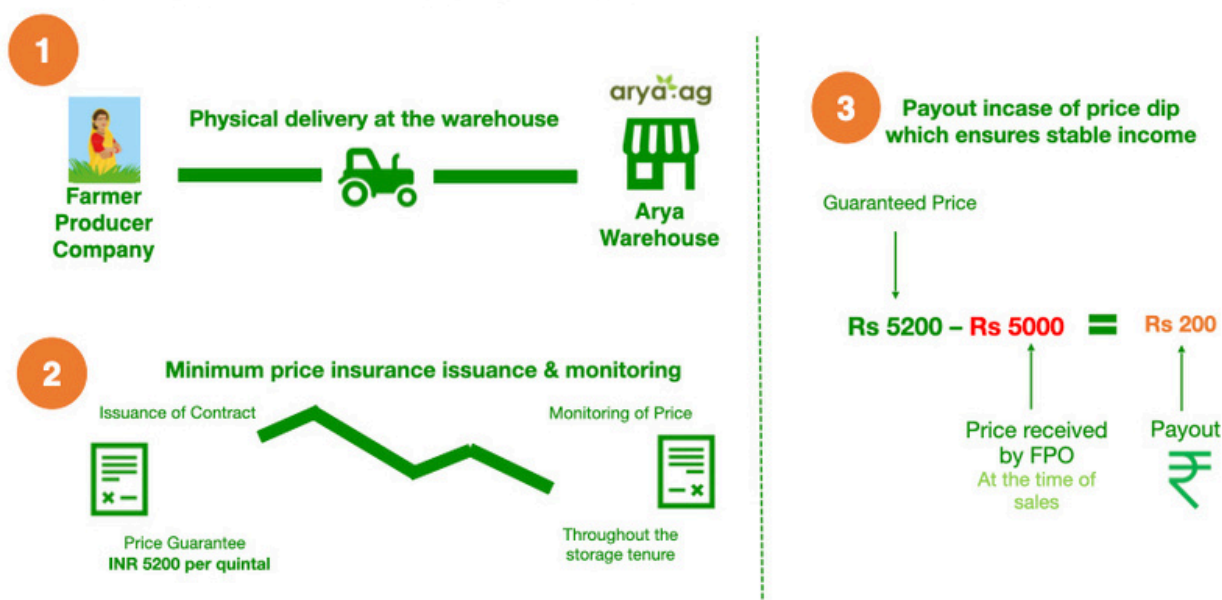 1
Physical delivery at the warehouse
arya.ag
Farmer
Producer
Company
Arya
Warehouse
2
Minimum price insurance issuance & monitoring
Issuance of Contract
Monitoring of Price
Price Guarantee
INR 5200 per quintal
Throughout the
storage tenure
3
Payout incase of price dip
which ensures stable income
Guaranteed Price
Rs 5200 – Rs 5000 = Rs 200
Price received
by FPO
At the time of
sales
Payout
₹